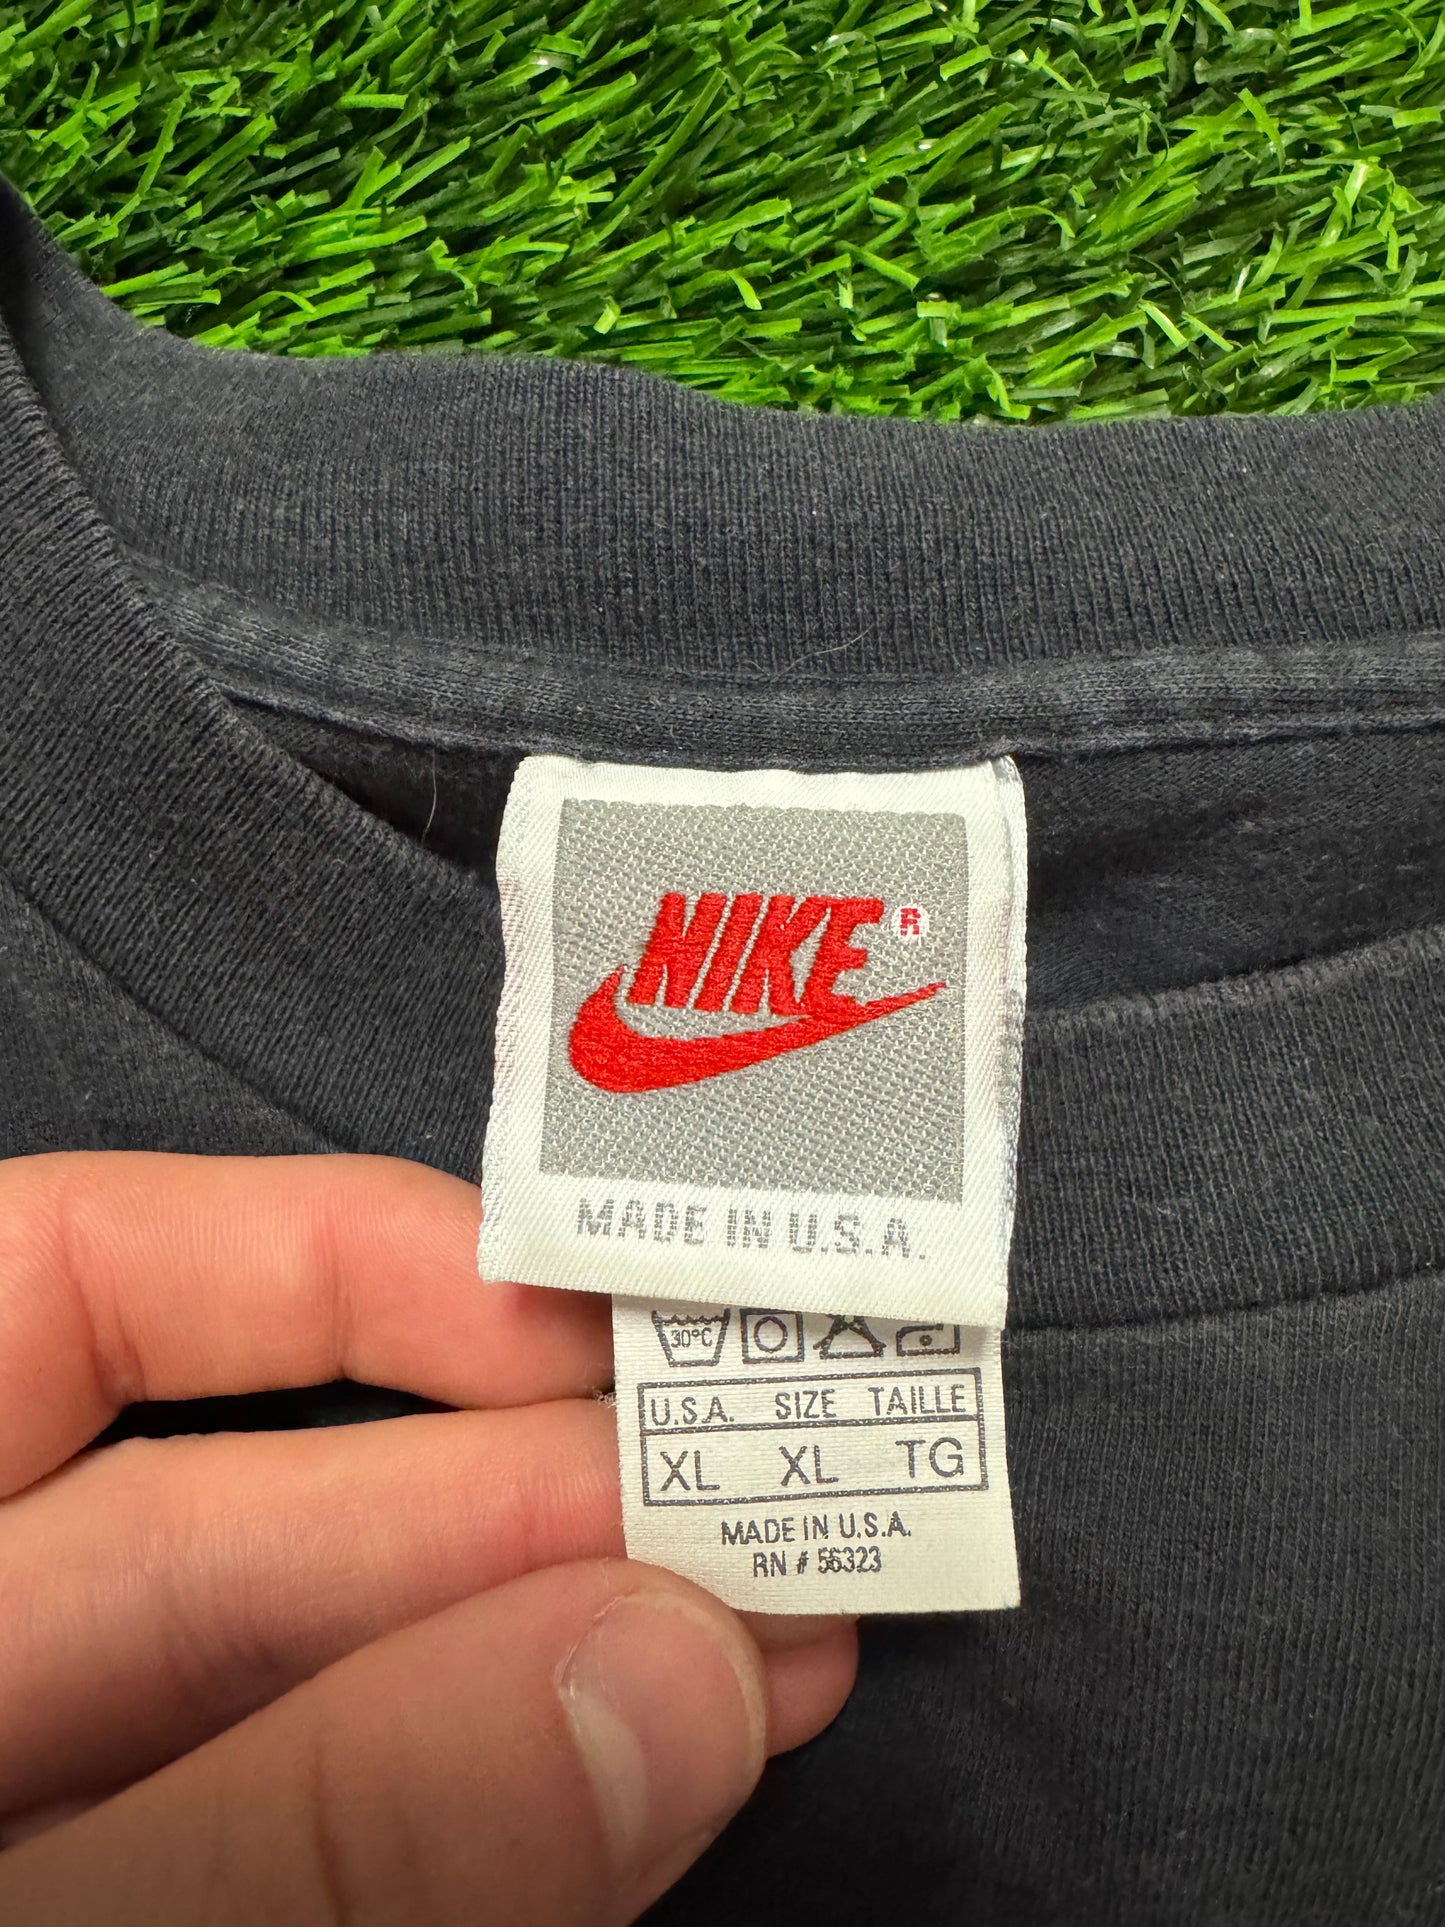 NIKE ®
MADE IN U.S.A.
30°C
U.S.A. SIZE TAILLE
XL XL TG
MADE IN U.S.A.
RN # 56323